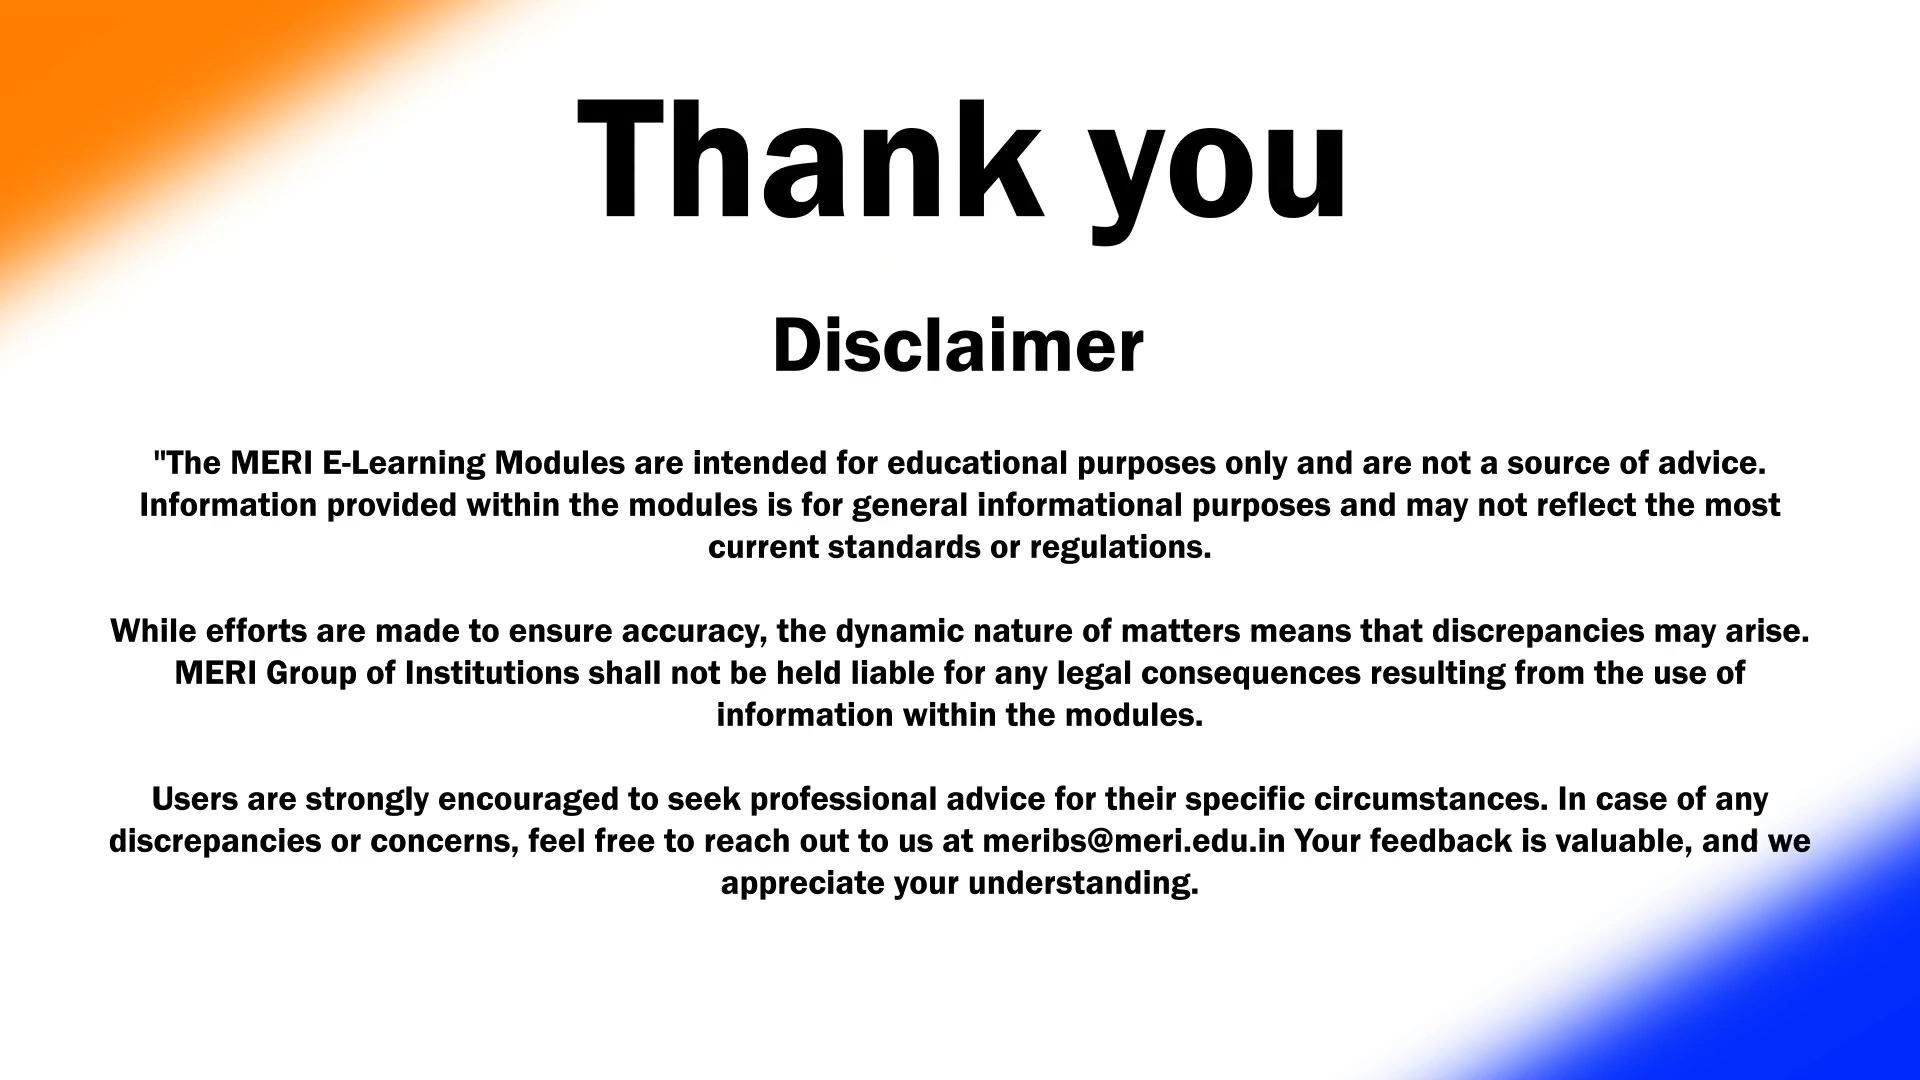 Thank you
Disclaimer
"The MERI E-Learning Modules are intended for educational purposes only and are not a source of advice.
Information provided within the modules is for general informational purposes and may not reflect the most
current standards or regulations.
While efforts are made to ensure accuracy, the dynamic nature of matters means that discrepancies may arise.
MERI Group of Institutions shall not be held liable for any legal consequences resulting from the use of
information within the modules.
Users are strongly encouraged to seek professional advice for their specific circumstances. In case of any
discrepancies or concerns, feel free to reach out to us at meribs@meri.edu.in Your feedback is valuable, and we
appreciate your understanding.